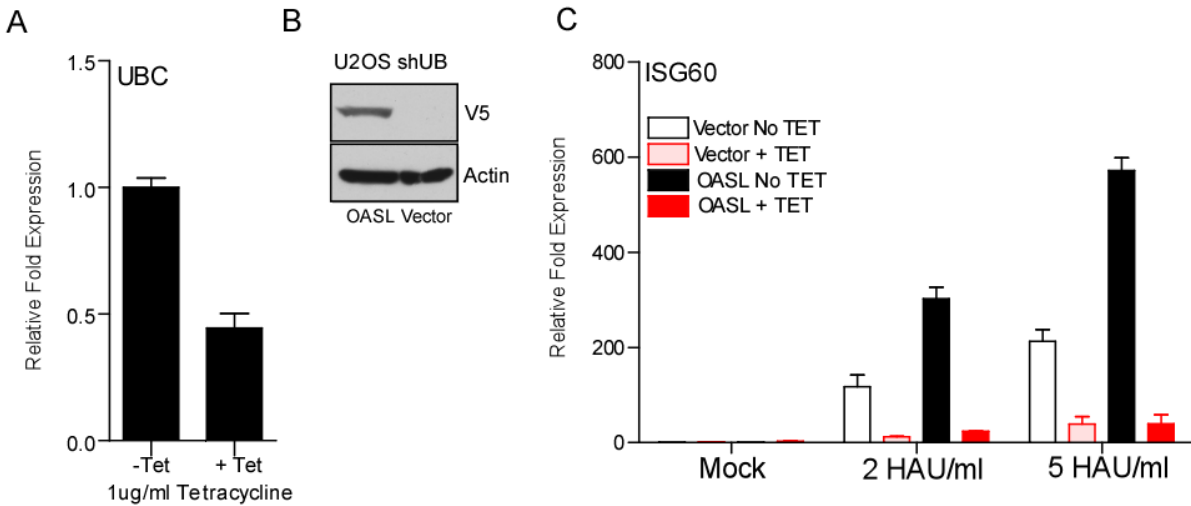 A
UBC
Relative Fold Expression
1.5
1.0
0.5
0.0
-Tet
+ Tet
1ug/ml Tetracycline
B
U2OS shUB
V5
Actin
OASL Vector
C
ISG60
Relative Fold Expression
800
600
400
200
0
Vector No TET
Vector + TET
OASL No TET
OASL + TET
Mock
2 HAU/ml
5 HAU/ml